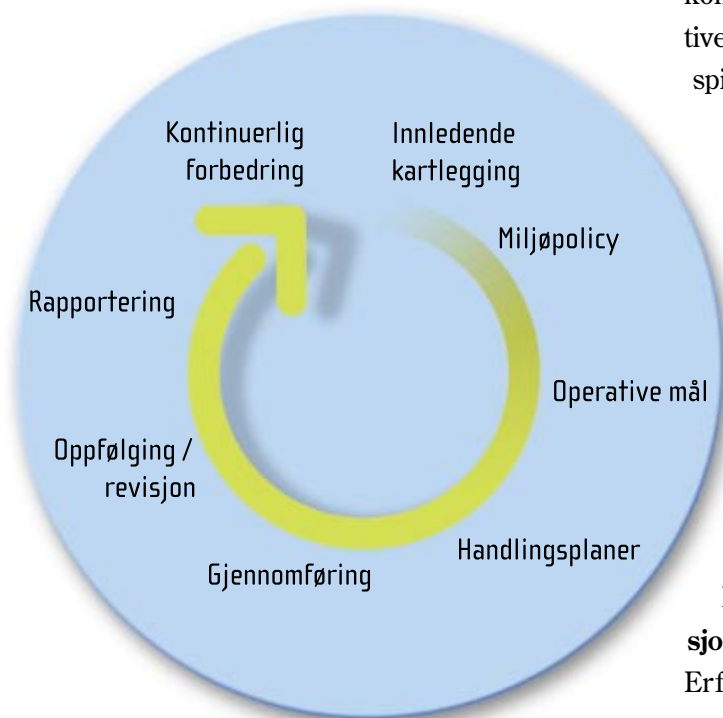 Kontinuerlig
forbedring
Innledende
kartlegging
Miljøpolicy
Operative mål
Handlingsplaner
Gjennomføring
Oppfølging /
revisjon
Rapportering